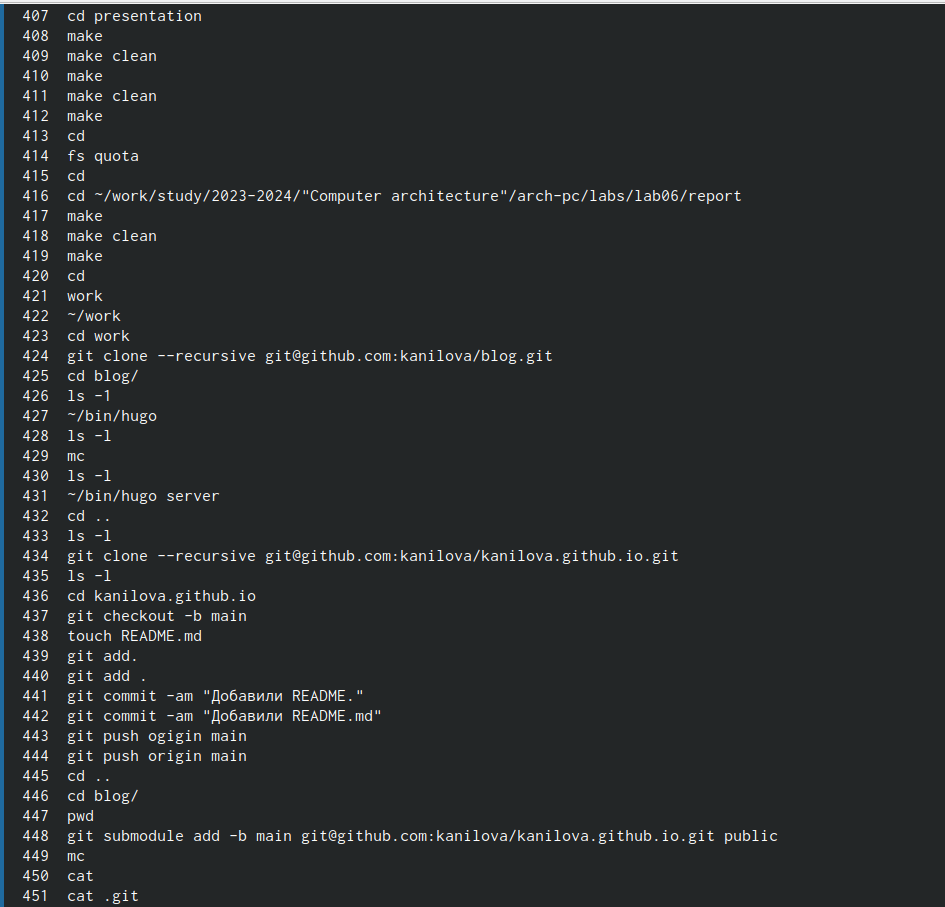 407 cd presentation
408 make
409 make clean
410 make
411 make clean
412 make
413 cd
414 fs quota
415 cd
416 cd ~/work/study/2023-2024/"Computer architecture"/arch-pc/labs/lab06/report
417 make
418 make clean
419 make
420 cd
421 work
422 ~/work
423 cd work
424 git clone --recursive git@github.com:kanilova/blog.git
425 cd blog/
426 ls -1
427 ~/bin/hugo
428 ls -l
429 mc
430 ls -l
431 ~/bin/hugo server
432 cd ..
433 ls -l
434 git clone --recursive git@github.com:kanilova/kanilova.github.io.git
435 ls -l
436 cd kanilova.github.io
437 git checkout -b main
438 touch README.md
439 git add.
440 git add .
441 git commit -am "Добавили README."
442 git commit -am "Добавили README.md"
443 git push ogigin main
444 git push origin main
445 cd ..
446 cd blog/
447 pwd
448 git submodule add -b main git@github.com:kanilova/kanilova.github.io.git public
449 mc
450 cat
451 cat .git